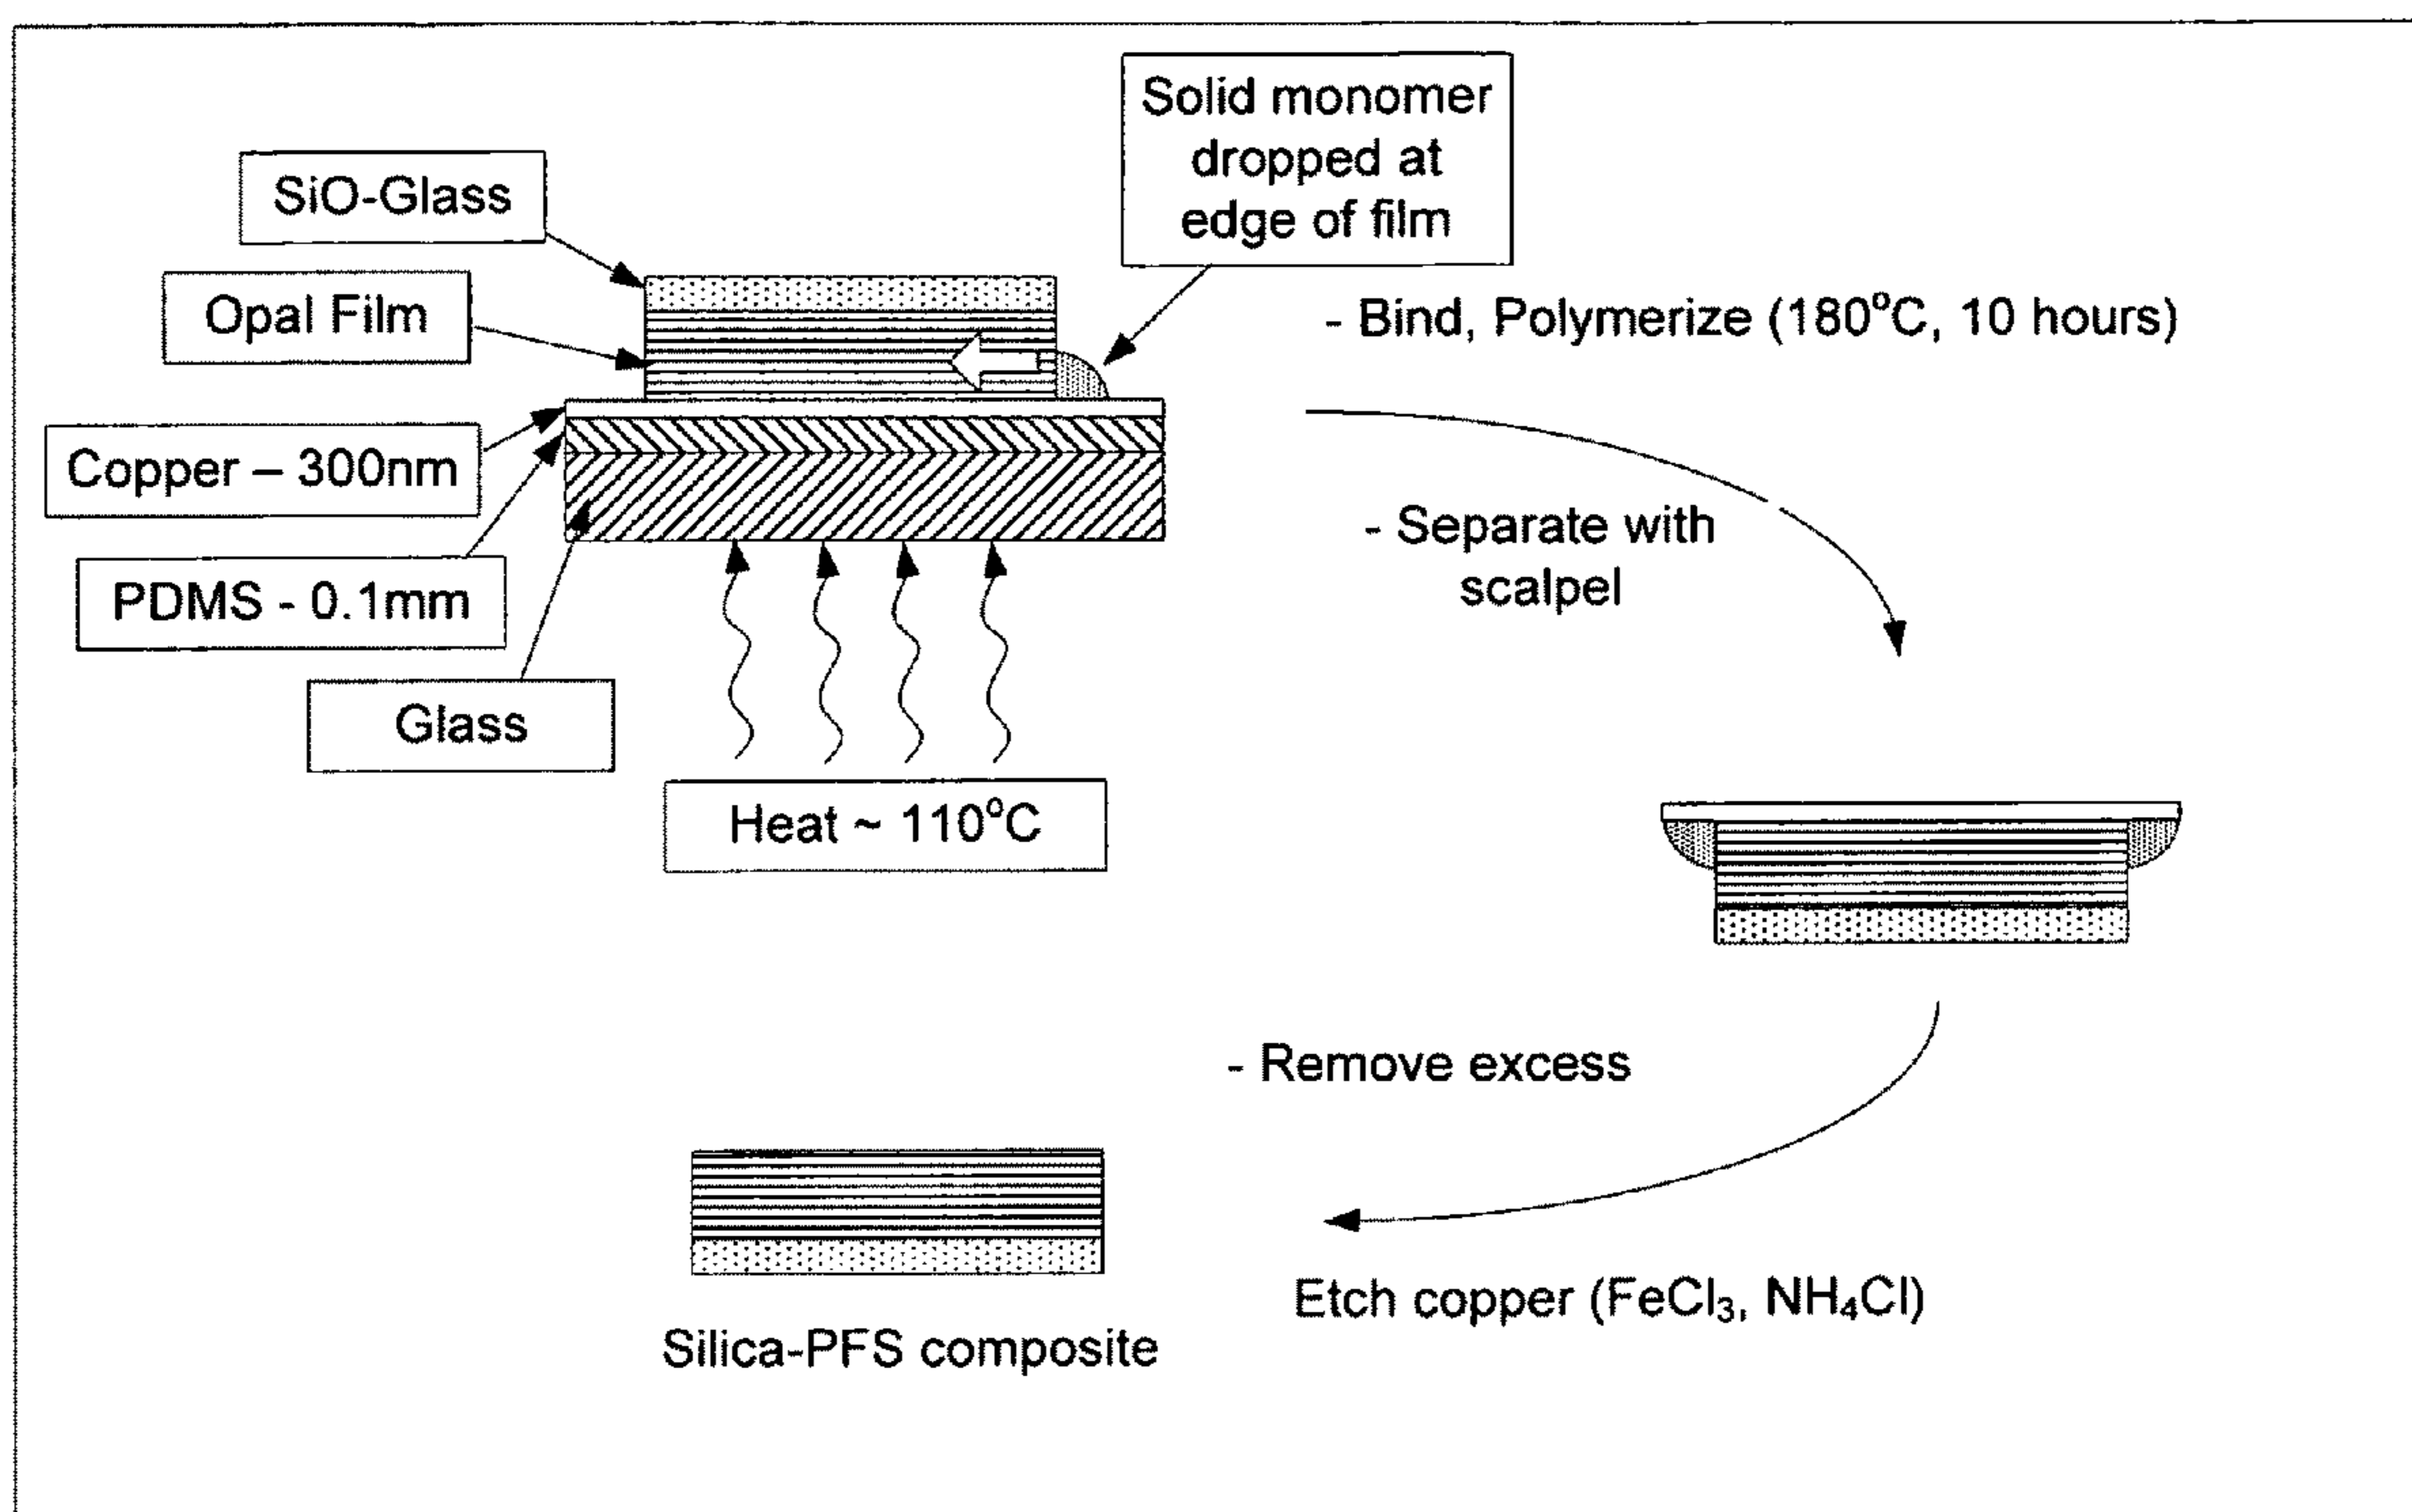 Solid monomer
dropped at
edge of film
SiO-Glass
Opal Film
- Bind, Polymerize (180°C, 10 hours)
Copper – 300nm
- Separate with
scalpel
PDMS - 0.1mm
Glass
Heat ~ 110°C
- Remove excess
Etch copper (FeCl₃, NH₄Cl)
Silica-PFS composite